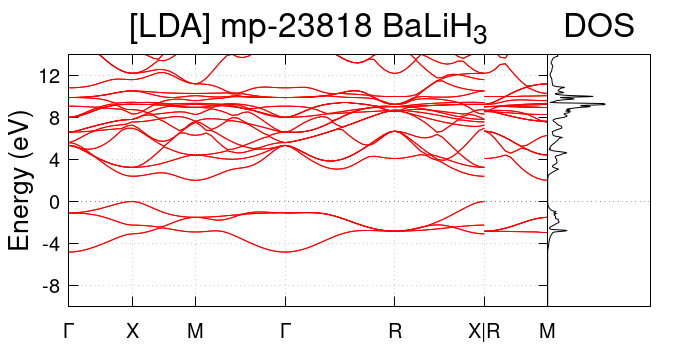 [LDA] mp-23818 BaLiH3 DOS
Energy (eV)
12
8
4
0
-4
-8
Γ X M Γ R X|R M